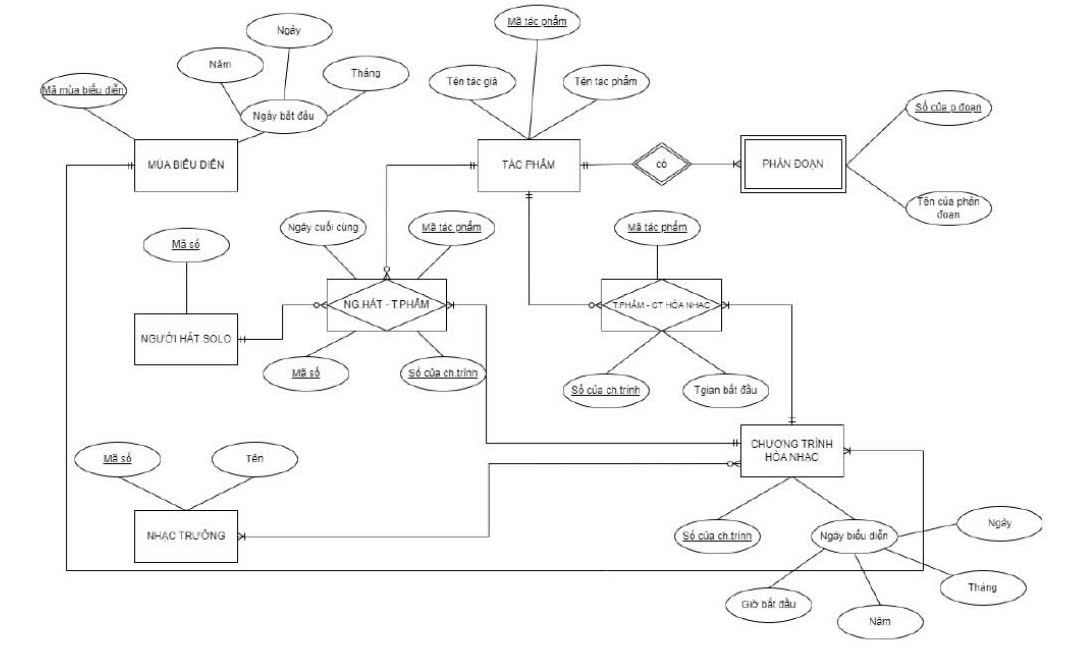 Mã tác phẩm
Ngày
Năm
Tháng
Tên tác giả
Tên tác phẩm
Mã mùa biểu diễn
Ngày bắt đầu
Số của p.đoạn
MÙA BIỂU DIỄN
TÁC PHẨM
có
PHÂN ĐOẠN
Tên của phân
đoạn
Mã số
Ngày cuối cùng
Mã tác phẩm
Mã tác phẩm
NG.HÁT - T.PHẨM
T.PHẨM - CT HÒA NHẠC
NGƯỜI HÁT SOLO
Mã số
Số của ch.trình
Số của ch.trình
Tgian bắt đầu
CHƯƠNG TRÌNH
HÒA NHẠC
Mã số
Tên
NHẠC TRƯỞNG
Số của ch.trình
Ngày biểu diễn
Ngày
Tháng
Giờ bắt đầu
Năm